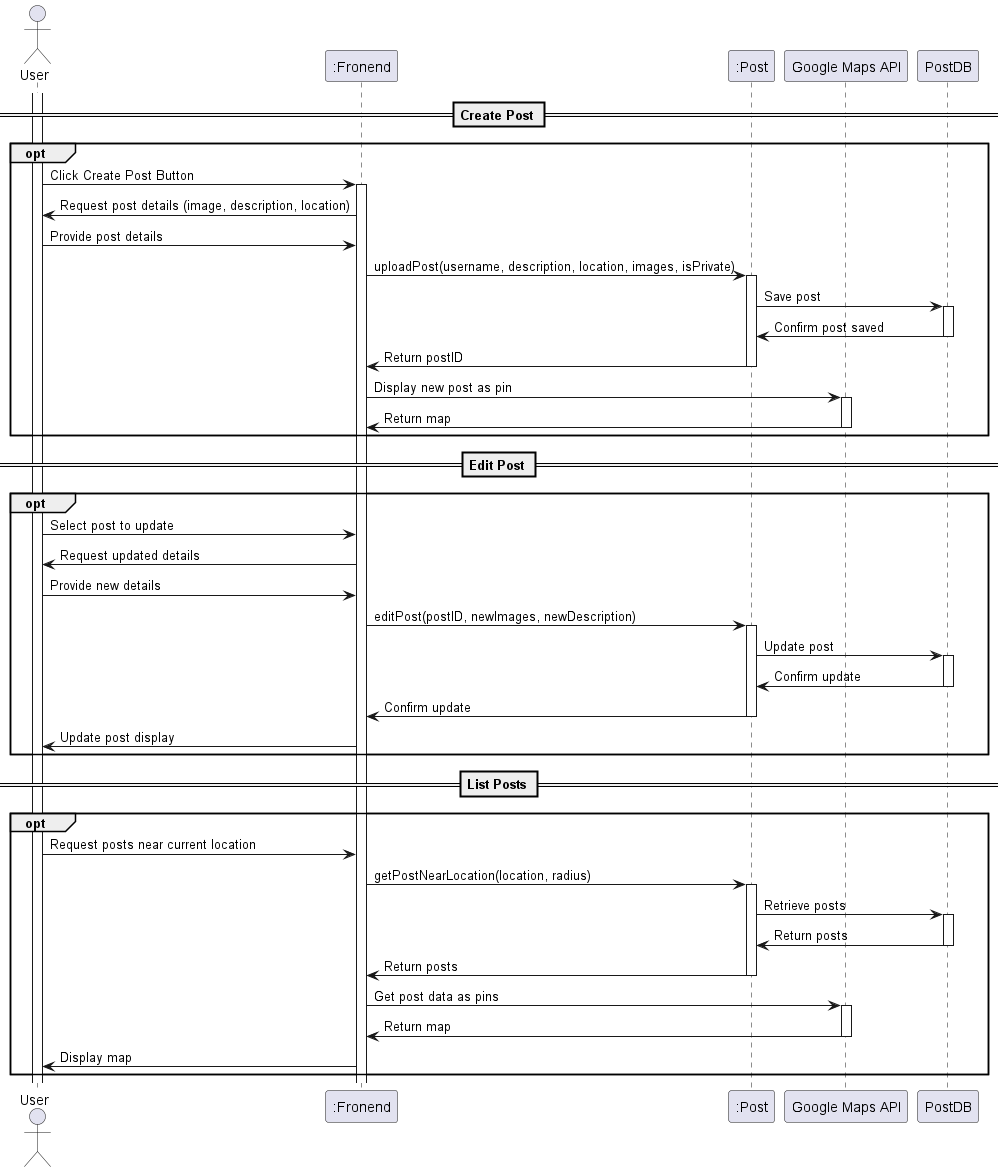 User
:Fronend
:Post
Google Maps API
PostDB
Create Post
opt
Click Create Post Button
Request post details (image, description, location)
Provide post details
uploadPost(username, description, location, images, isPrivate)
Save post
Confirm post saved
Return postID
Display new post as pin
Return map
Edit Post
opt
Select post to update
Request updated details
Provide new details
editPost(postID, newImages, newDescription)
Update post
Confirm update
Confirm update
Update post display
List Posts
opt
Request posts near current location
getPostNearLocation(location, radius)
Retrieve posts
Return posts
Return posts
Get post data as pins
Return map
Display map
User
:Fronend
:Post
Google Maps API
PostDB